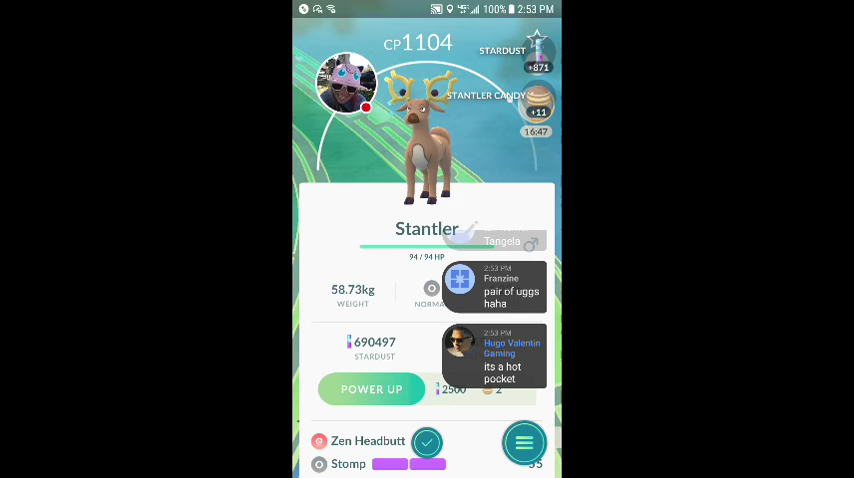 100% 2:53 PM
CP1104
STARDUST
+871
STANTLER CANDY
+11
16:47
Stantler
Tangela
94 / 94 HP
2:53 PM
Franzine
pair of uggs
haha
58.73kg
WEIGHT
NORMA
2:53 PM
Hugo Valentin
Gaming
its a hot
pocket
690497
STARDUST
POWER UP
2500
2
Zen Headbutt
Stomp
55